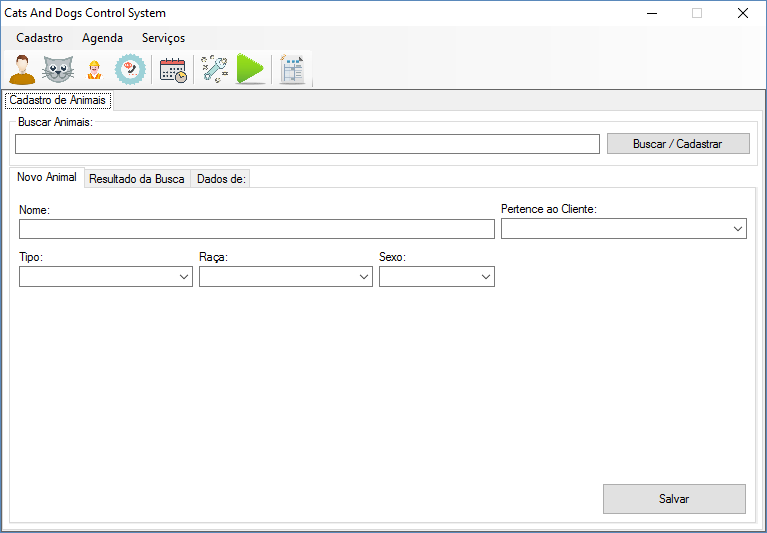 Cats And Dogs Control System
Cadastro Agenda Serviços
Cadastro de Animais
Buscar Animais:
Buscar / Cadastrar
Novo Animal Resultado da Busca Dados de:
Nome: Pertence ao Cliente:
Tipo: Raça: Sexo:
Salvar